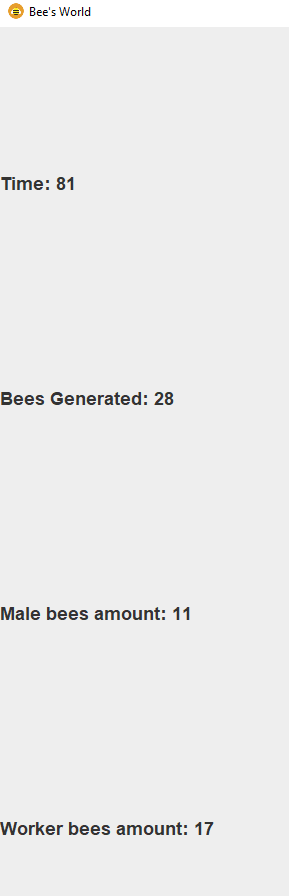 Bee's World
Time: 81
Bees Generated: 28
Male bees amount: 11
Worker bees amount: 17